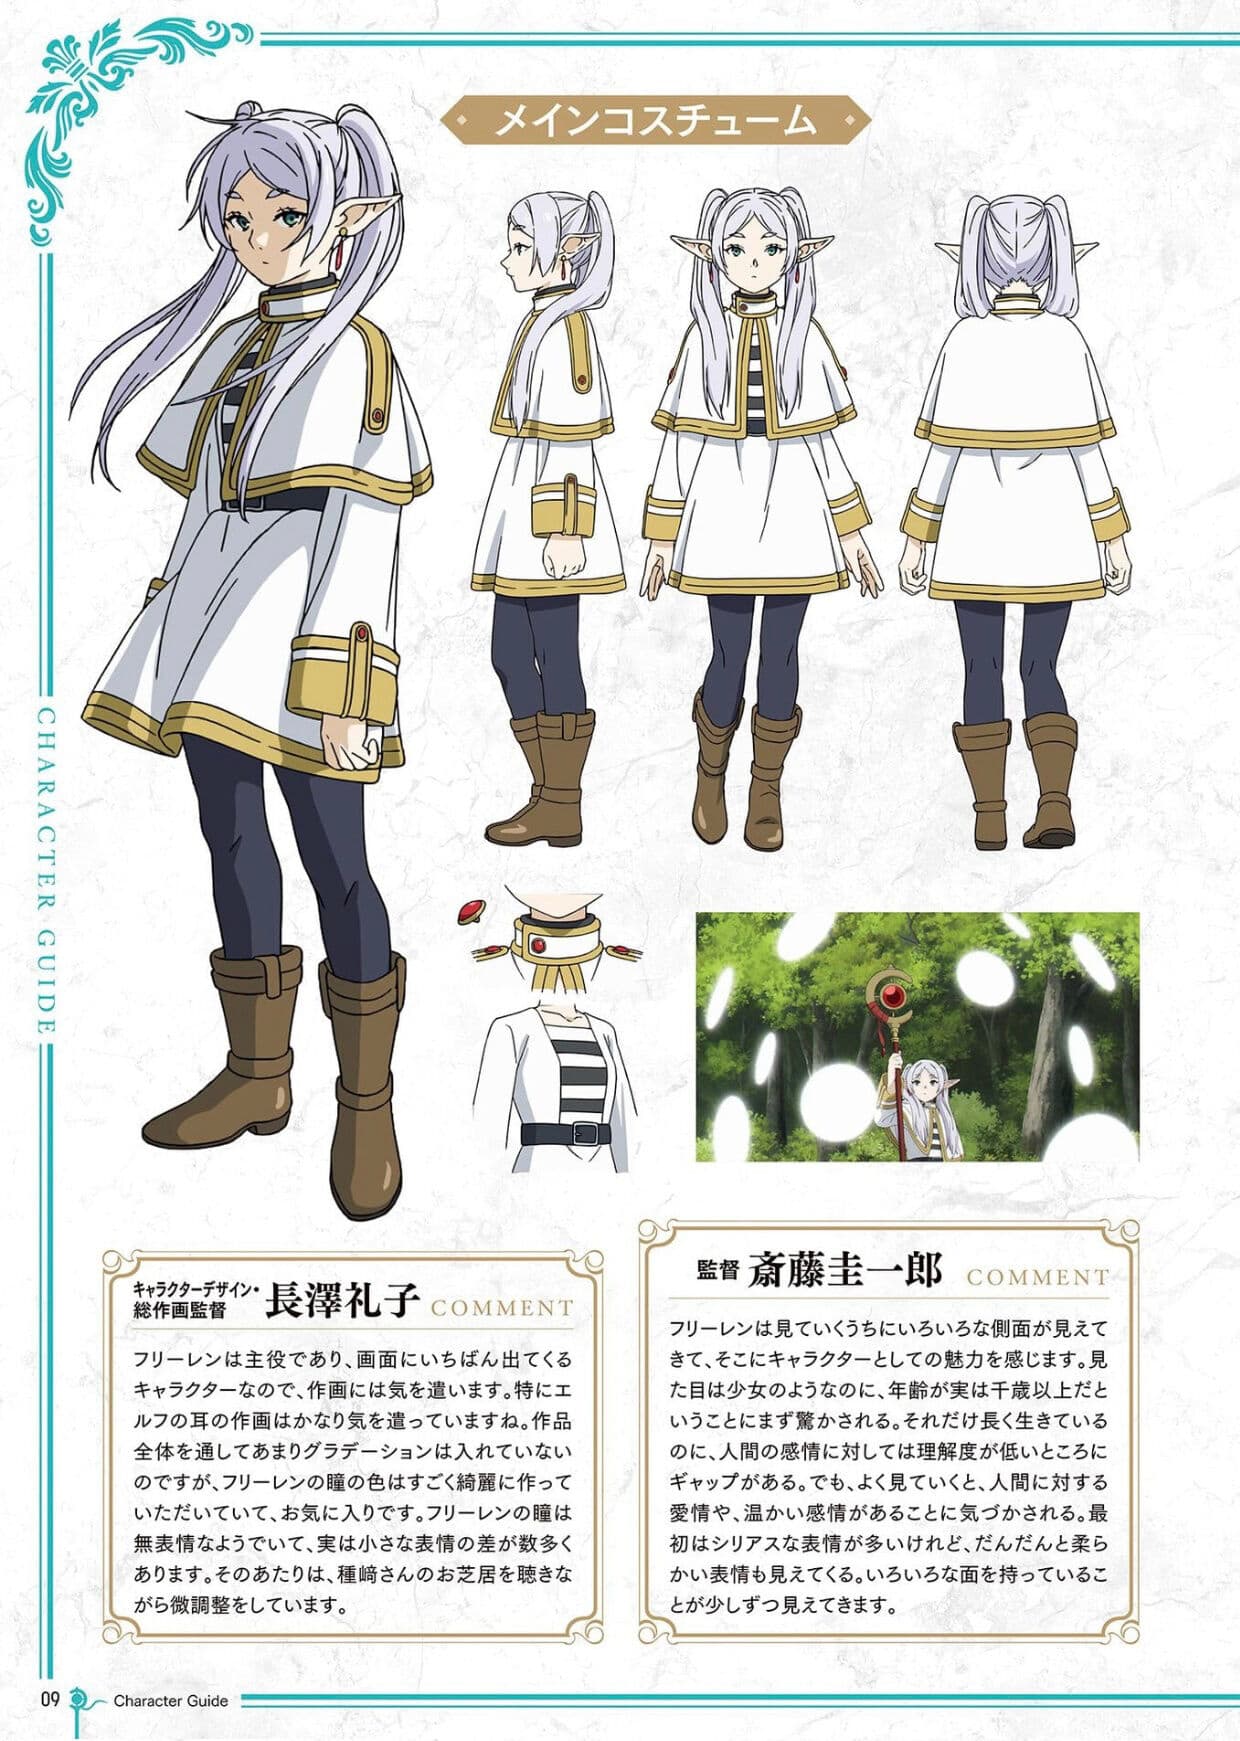 メインコスチューム
CHARACTER GUIDE
キャラクターデザイン・
総作画監督
長澤礼子 COMMENT
フリーレンは主役であり、画面にいちばん出てくる
キャラクターなので、作画には気を遣います。特にエ
ルフの耳の作画はかなり気を遣っていますね。作品
全体を通してあまりグラデーションは入れていない
のですが、フリーレンの瞳の色はすごく綺麗に作って
いただいていて、お気に入りです。フリーレンの瞳は
無表情なようでいて、実は小さな表情の差が数多く
あります。そのあたりは、種﨑さんのお芝居を聴きな
がら微調整をしています。
監督 斎藤圭一郎 COMMENT
フリーレンは見ていくうちにいろいろな側面が見えて
きて、そこにキャラクターとしての魅力を感じます。見
た目は少女のようなのに、年齢が実は千歳以上だと
いうことにまず驚かされる。それだけ長く生きている
のに、人間の感情に対しては理解度が低いところに
ギャップがある。でも、よく見ていくと、人間に対する
愛情や、温かい感情があることに気づかされる。最
初はシリアスな表情が多いけれど、だんだんと柔ら
かい表情も見えてくる。いろいろな面を持っているこ
とが少しずつ見えてきます。
09 Character Guide